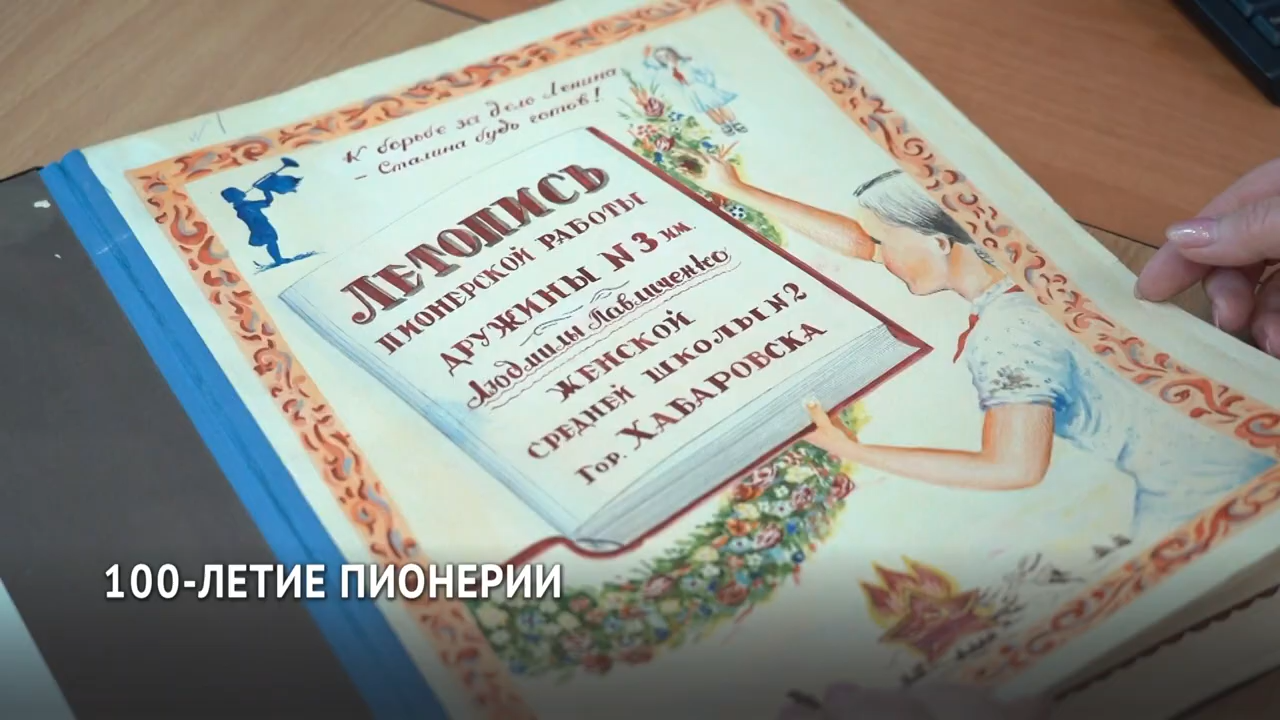 К борьбе за дело Ленина
- Сталина будь готов!
ЛЕТОПИСЬ
ПИОНЕРСКОЙ РАБОТЫ
ДРУЖИНЫ N 3 им.
Людмилы Павличенко
ЖЕНСКОЙ
СРЕДНЕЙ ШКОЛЫ N 2
ГОР. ХАБАРОВСКА
100-ЛЕТИЕ ПИОНЕРИИ